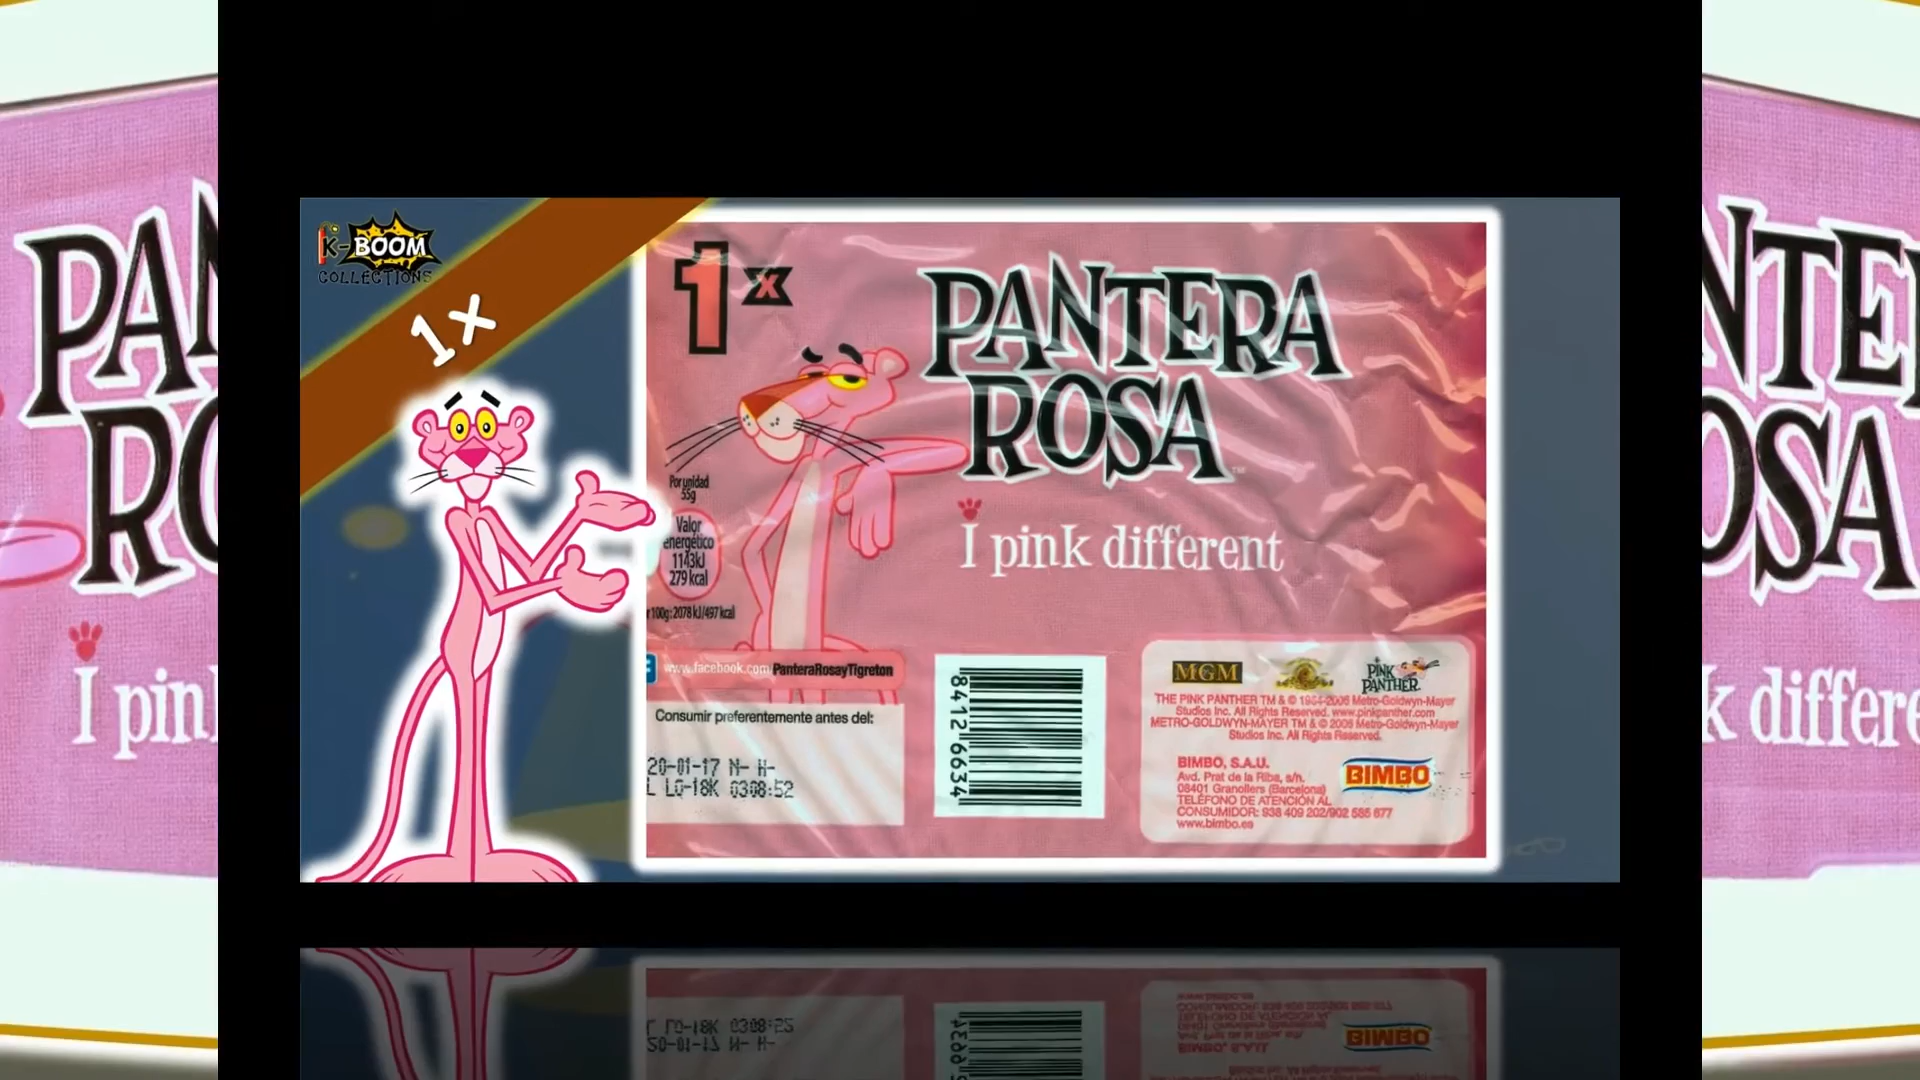 K-BOOM
COLLECTIONS
1x
1x
PANTERA
ROSA
I pink different
Por unidad
55g
Valor
energético
1143kJ
279 kcal
100g: 2078 kJ/497 kcal
www.facebook.com/PanteraRosayTigreton
Consumir preferentemente antes del:
20-01-17 N- H-
L LO-18K 03:08:52
8412 6634
MGM
PINK
PANTHER
THE PINK PANTHER TM & © 1964-2006 Metro-Goldwyn-Mayer
Studios Inc. All Rights Reserved. www.pinkpanther.com
METRO-GOLDWYN-MAYER TM & © 2006 Metro-Goldwyn-Mayer
Studios Inc. All Rights Reserved.
BIMBO, S.A.U.
Avd. Prat de la Riba, s/n.
08401 Granollers (Barcelona)
TELÉFONO DE ATENCIÓN AL
CONSUMIDOR: 938 409 202/902 585 677
www.bimbo.es
BIMBO
PAN
RO
I pin
NTE
OSA
k differe